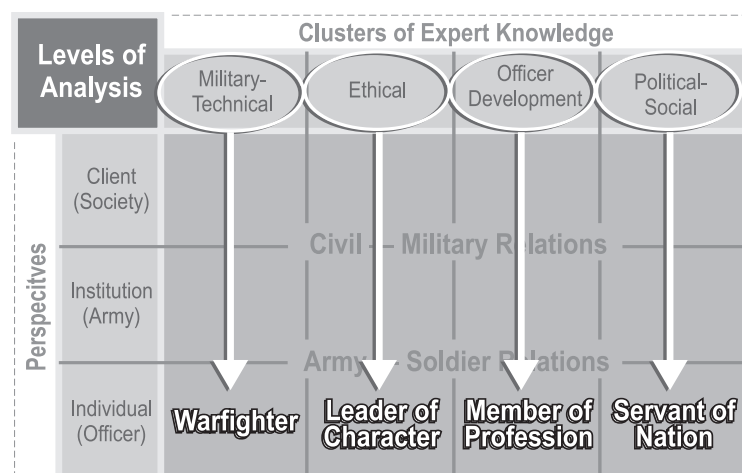 Clusters of Expert Knowledge
Levels of
Analysis
Military-
Technical
Ethical
Officer
Development
Political-
Social
Perspecitves
Client
(Society)
Civil — Military Relations
Institution
(Army)
Army — Soldier Relations
Individual
(Officer)
Warfighter
Leader of
Character
Member of
Profession
Servant of
Nation